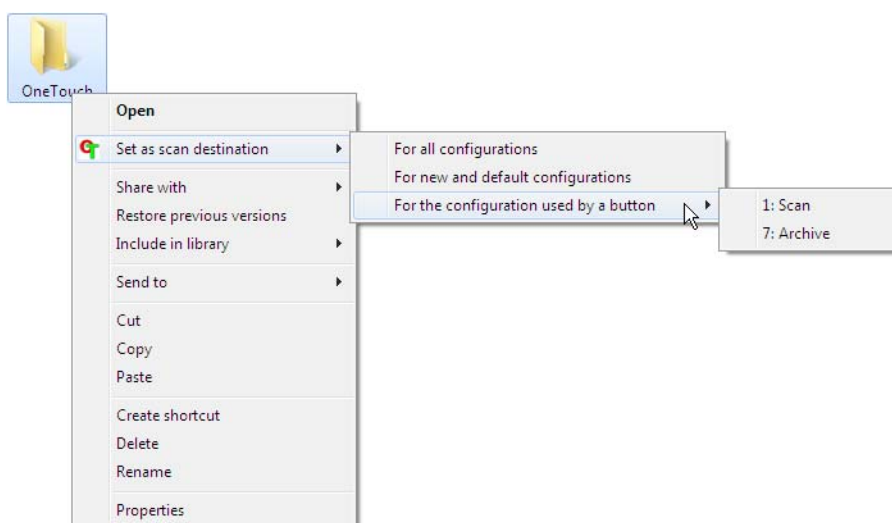 OneTouch
Open
Set as scan destination
Share with
Restore previous versions
Include in library
Send to
Cut
Copy
Paste
Create shortcut
Delete
Rename
Properties
For all configurations
For new and default configurations
For the configuration used by a button
1: Scan
7: Archive